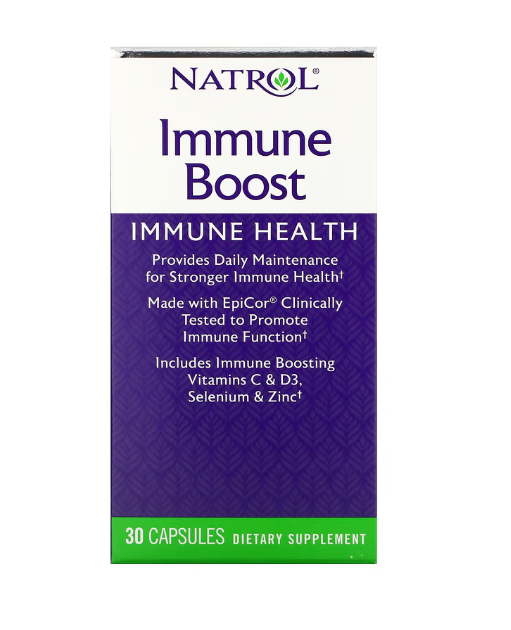 NATROL®
Immune
Boost
IMMUNE HEALTH
Provides Daily Maintenance
for Stronger Immune Health†
Made with EpiCor® Clinically
Tested to Promote
Immune Function†
Includes Immune Boosting
Vitamins C & D3,
Selenium & Zinc†
30 CAPSULES DIETARY SUPPLEMENT